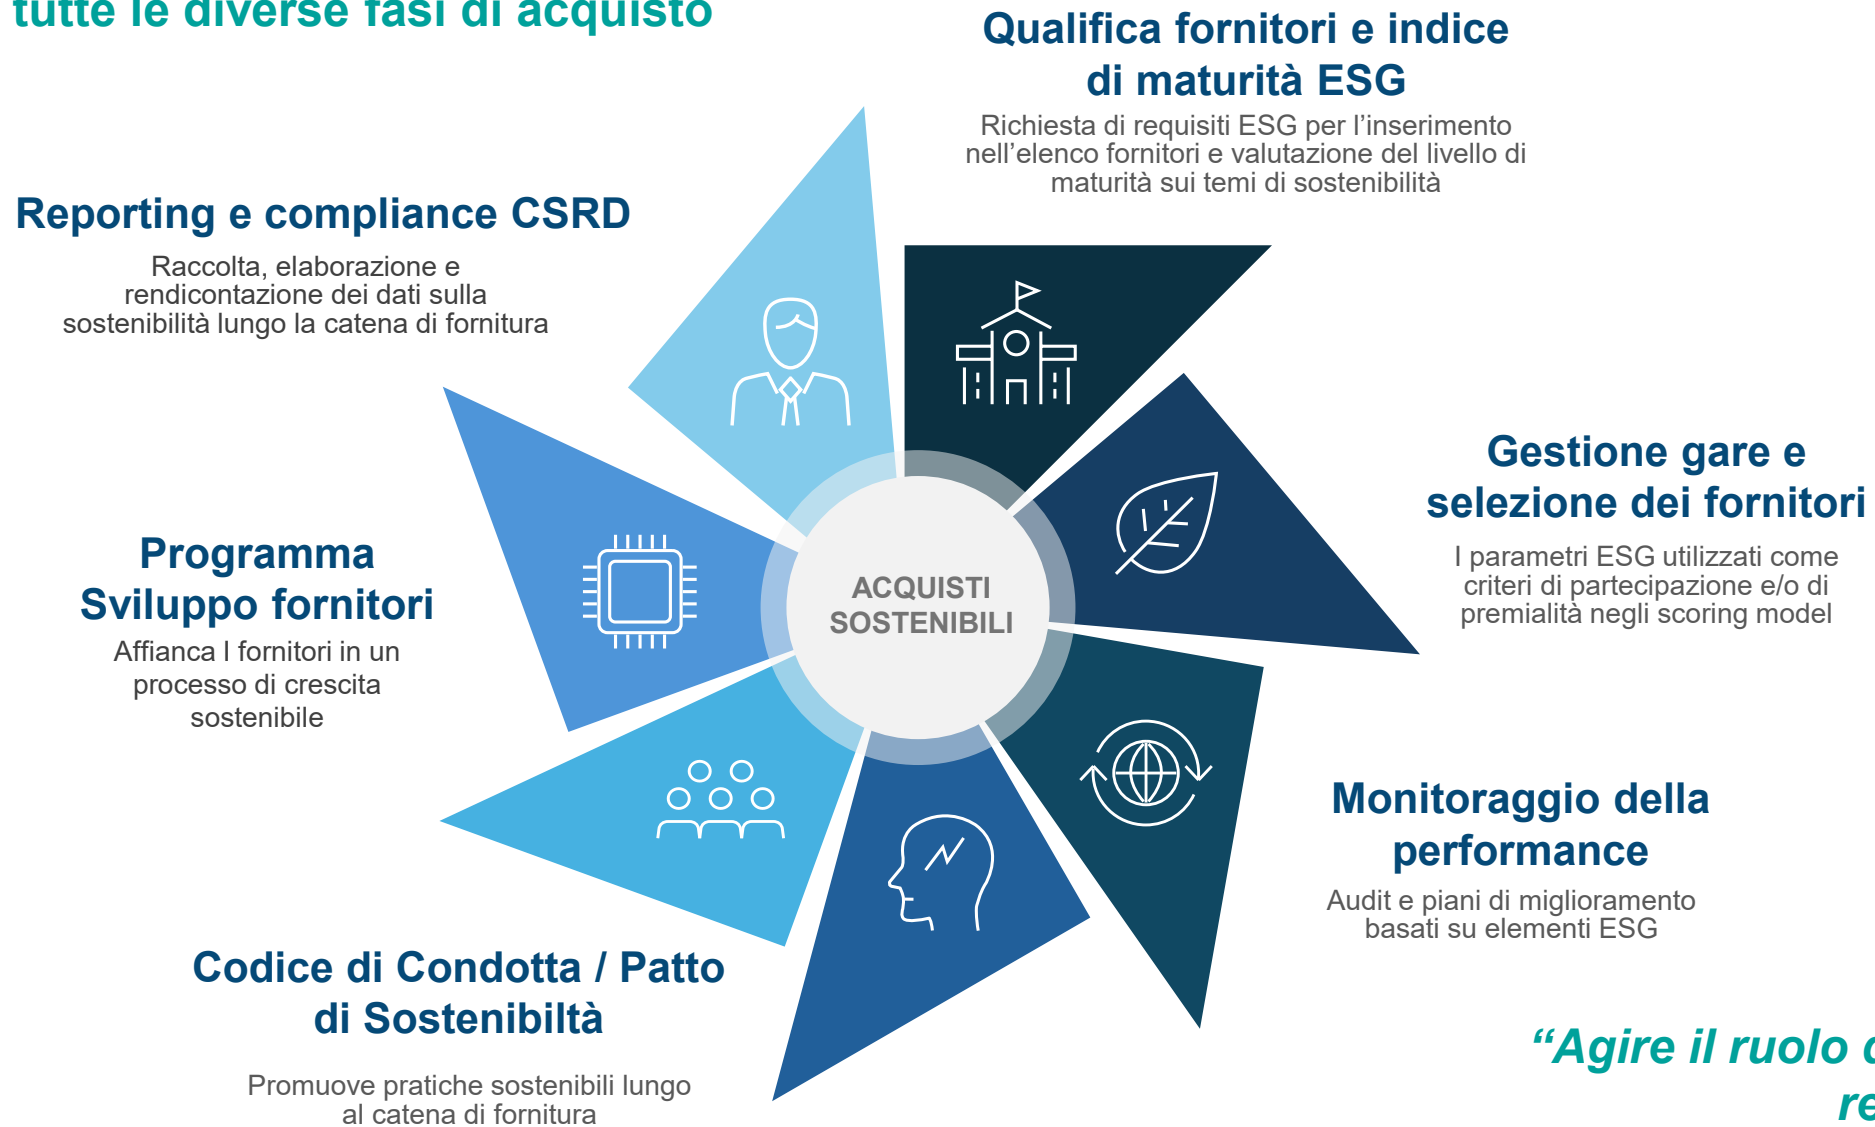 tutte le diverse fasi di acquisto
Qualifica fornitori e indice
di maturità ESG
Richiesta di requisiti ESG per l’inserimento
nell’elenco fornitori e valutazione del livello di
maturità sui temi di sostenibilità
Reporting e compliance CSRD
Raccolta, elaborazione e
rendicontazione dei dati sulla
sostenibilità lungo la catena di fornitura
Gestione gare e
selezione dei fornitori
I parametri ESG utilizzati come
criteri di partecipazione e/o di
premialità negli scoring model
Programma
Sviluppo fornitori
Affianca I fornitori in un
processo di crescita
sostenibile
ACQUISTI
SOSTENIBILI
Monitoraggio della
performance
Audit e piani di miglioramento
basati su elementi ESG
Codice di Condotta / Patto
di Sostenibiltà
Promuove pratiche sostenibili lungo
al catena di fornitura
“Agire il ruolo